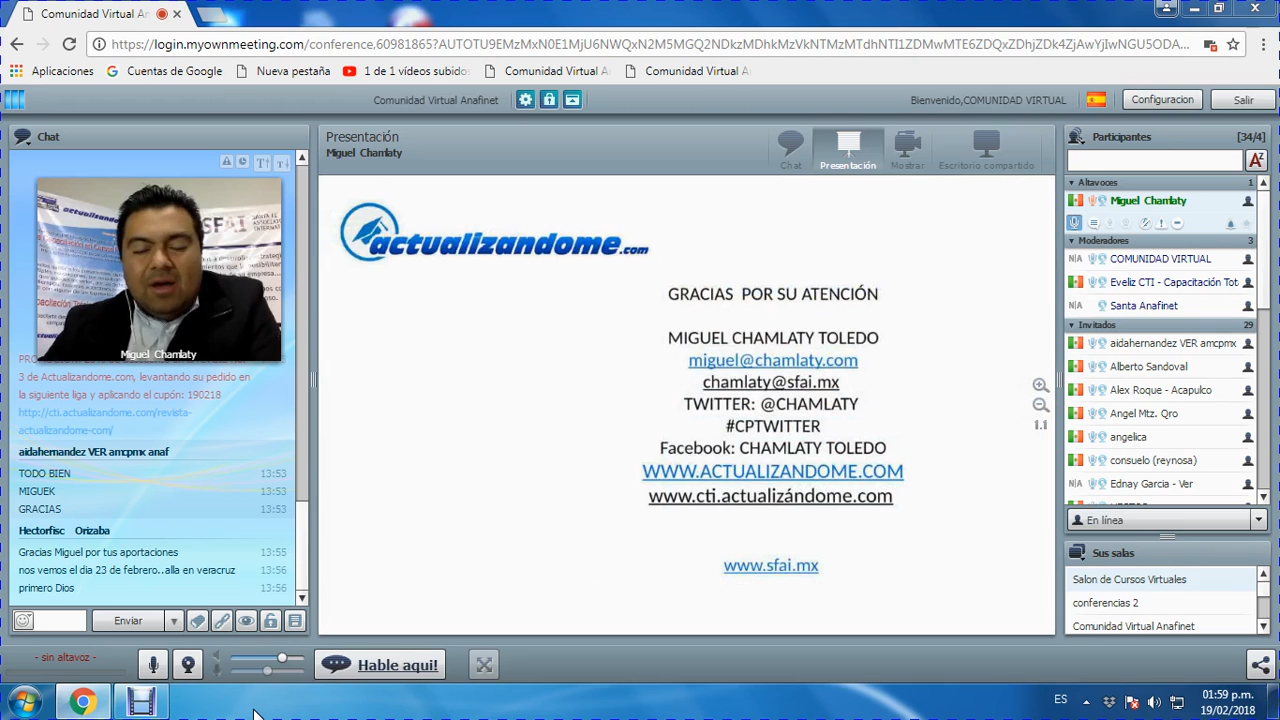 Comunidad Virtual An
https://login.myownmeeting.com/conference,60981865?AUTOTU9EMzMxN0E1MjU6NWQxN2M5MGQ2NDkzMDhkMzVkNTMzMTdhNTI1ZDMwMTE6ZDQxZDhjZDk4ZjAwYjIwNGU5ODA...
Aplicaciones
Cuentas de Google
Nueva pestaña
1 de 1 vídeos subidos
Comunidad Virtual A
Comunidad Virtual A
Comunidad Virtual Anafinet
Bienvenido,COMUNIDAD VIRTUAL
Configuracion
Salir
Chat
actualizandome
SFAI
Miguel Chamlaty
3 de Actualizandome.com, levantando su pedido en
la siguiente liga y aplicando el cupón: 190218
http://cti.actualizandome.com/revista-
actualizandome-com/
aidahernandez VER amcpmx anaf
TODO BIEN 13:53
MIGUEK 13:53
GRACIAS 13:53
Hectorfisc Orizaba
Gracias Miguel por tus aportaciones 13:55
nos vemos el dia 23 de febrero..alla en veracruz 13:56
primero Dios 13:56
Enviar
Presentación
Miguel Chamlaty
Chat
Presentación
Mostrar
Escritorio compartido
actualizandome.com
GRACIAS POR SU ATENCIÓN
MIGUEL CHAMLATY TOLEDO
miguel@chamlaty.com
chamlaty@sfai.mx
TWITTER: @CHAMLATY
#CPTWITTER
Facebook: CHAMLATY TOLEDO
WWW.ACTUALIZANDOME.COM
www.cti.actualizándome.com
www.sfai.mx
1.1
Participantes [34/4]
Altavoces 1
Miguel Chamlaty
Moderadores 3
N/A COMUNIDAD VIRTUAL
Eveliz CTI - Capacitación Tot
N/A Santa Anafinet
Invitados 29
aidahernandez VER amcpmx
Alberto Sandoval
Alex Roque - Acapulco
Angel Mtz. Qro
angelica
consuelo (reynosa)
N/A Ednay Garcia - Ver
En línea
Sus salas
Salon de Cursos Virtuales
conferencias 2
Comunidad Virtual Anafinet
- sin altavoz -
Hable aqui!
ES
01:59 p.m.
19/02/2018